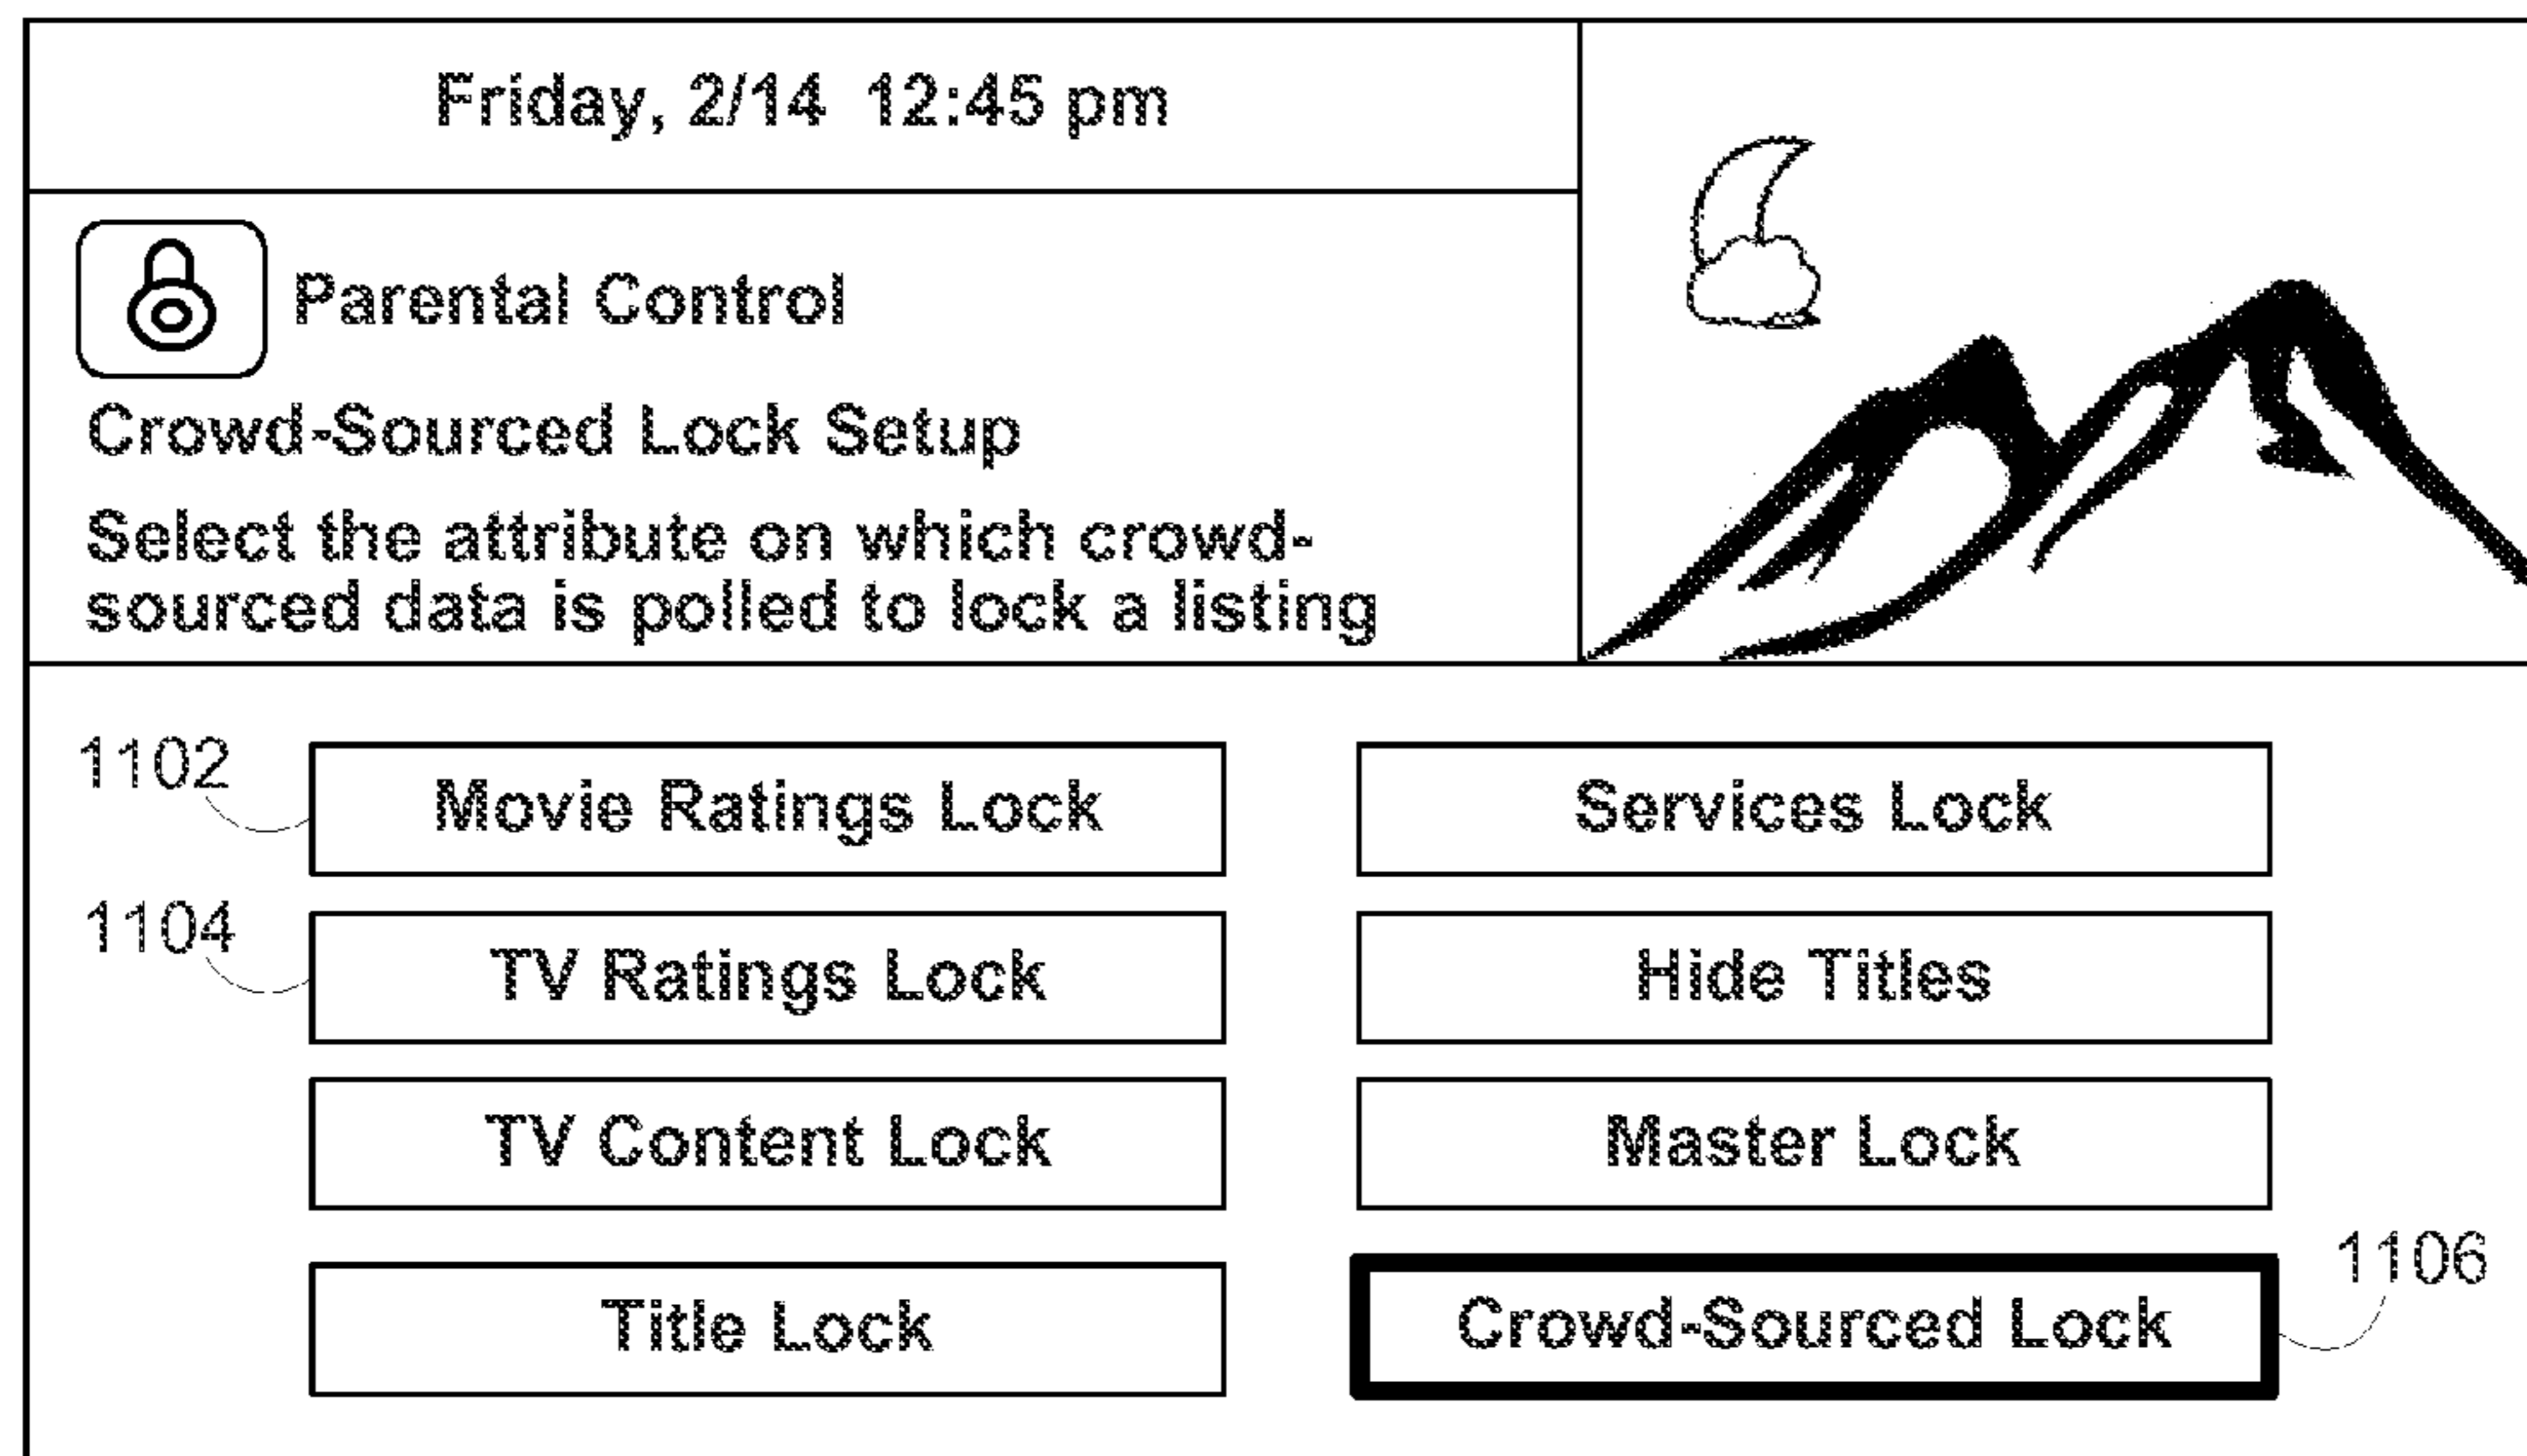 Friday, 2/14 12:45 pm
Parental Control
Crowd-Sourced Lock Setup
Select the attribute on which crowd-
sourced data is polled to lock a listing
1102
Movie Ratings Lock
Services Lock
1104
TV Ratings Lock
Hide Titles
TV Content Lock
Master Lock
1106
Title Lock
Crowd-Sourced Lock